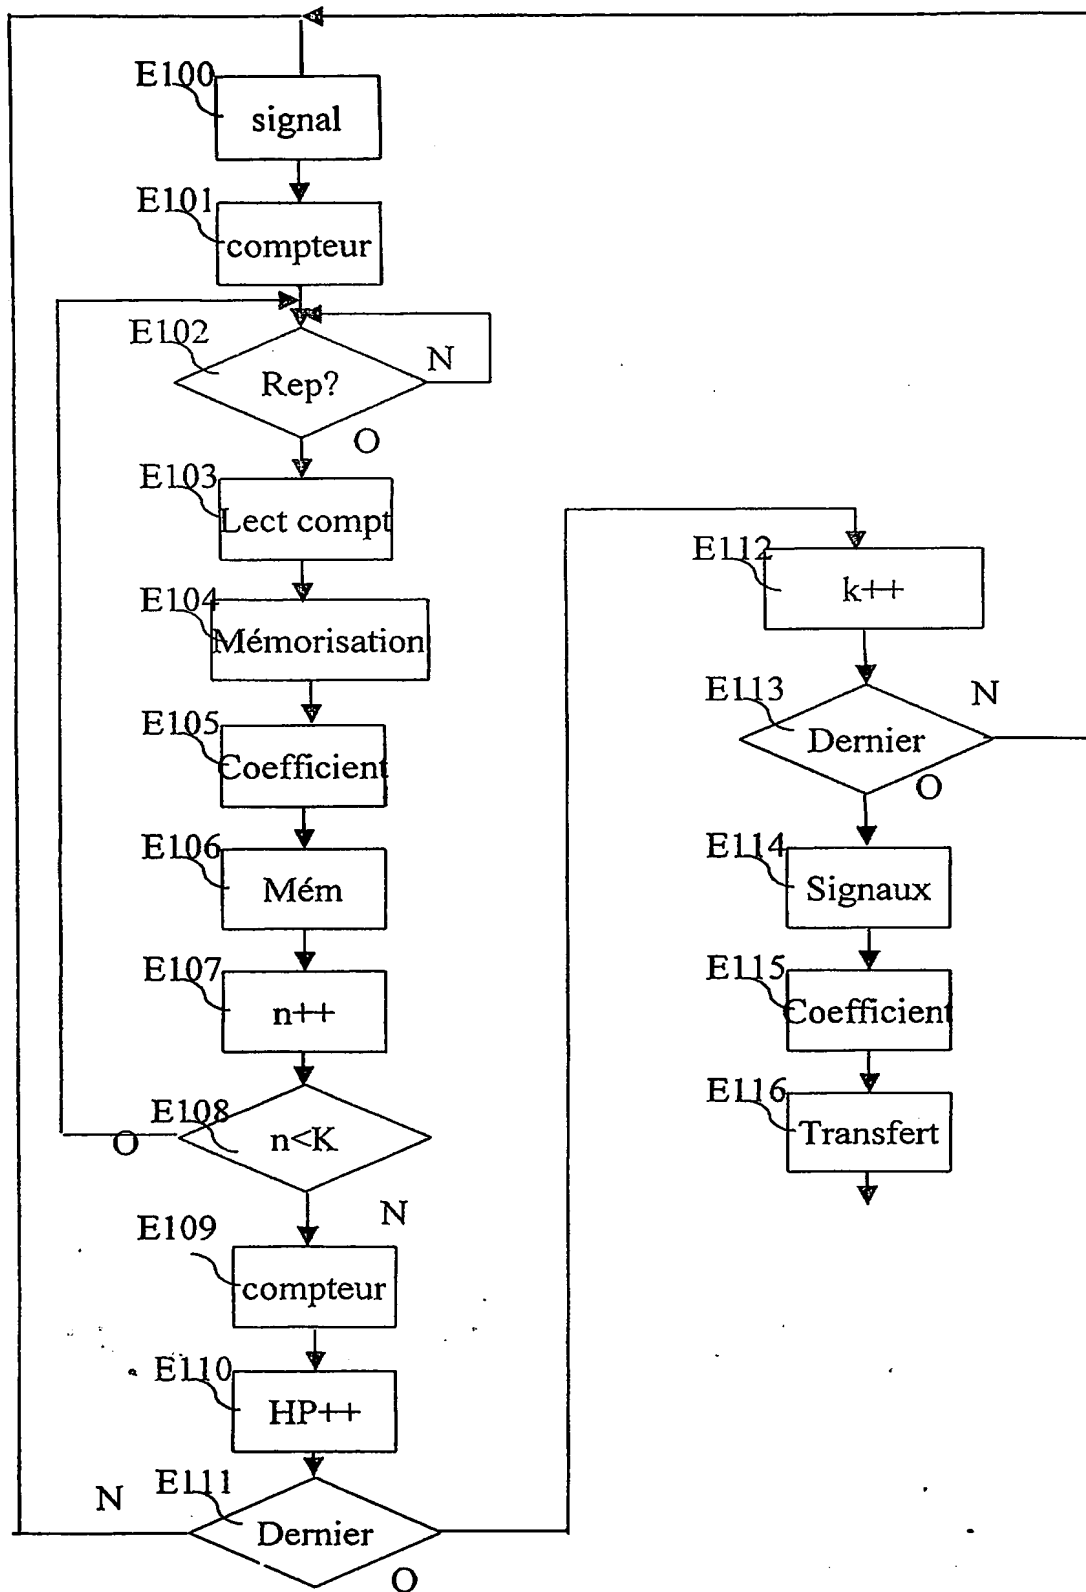 E100
signal
E101
compteur
E102
Rep?
N
O
E103
Lect compt
E104
Mémorisation
E105
Coefficient
E106
Mém
E107
n++
E108
n<K
O
N
E109
compteur
E110
HP++
E111
Dernier
N
O
E112
k++
E113
Dernier
N
O
E114
Signaux
E115
Coefficient
E116
Transfert